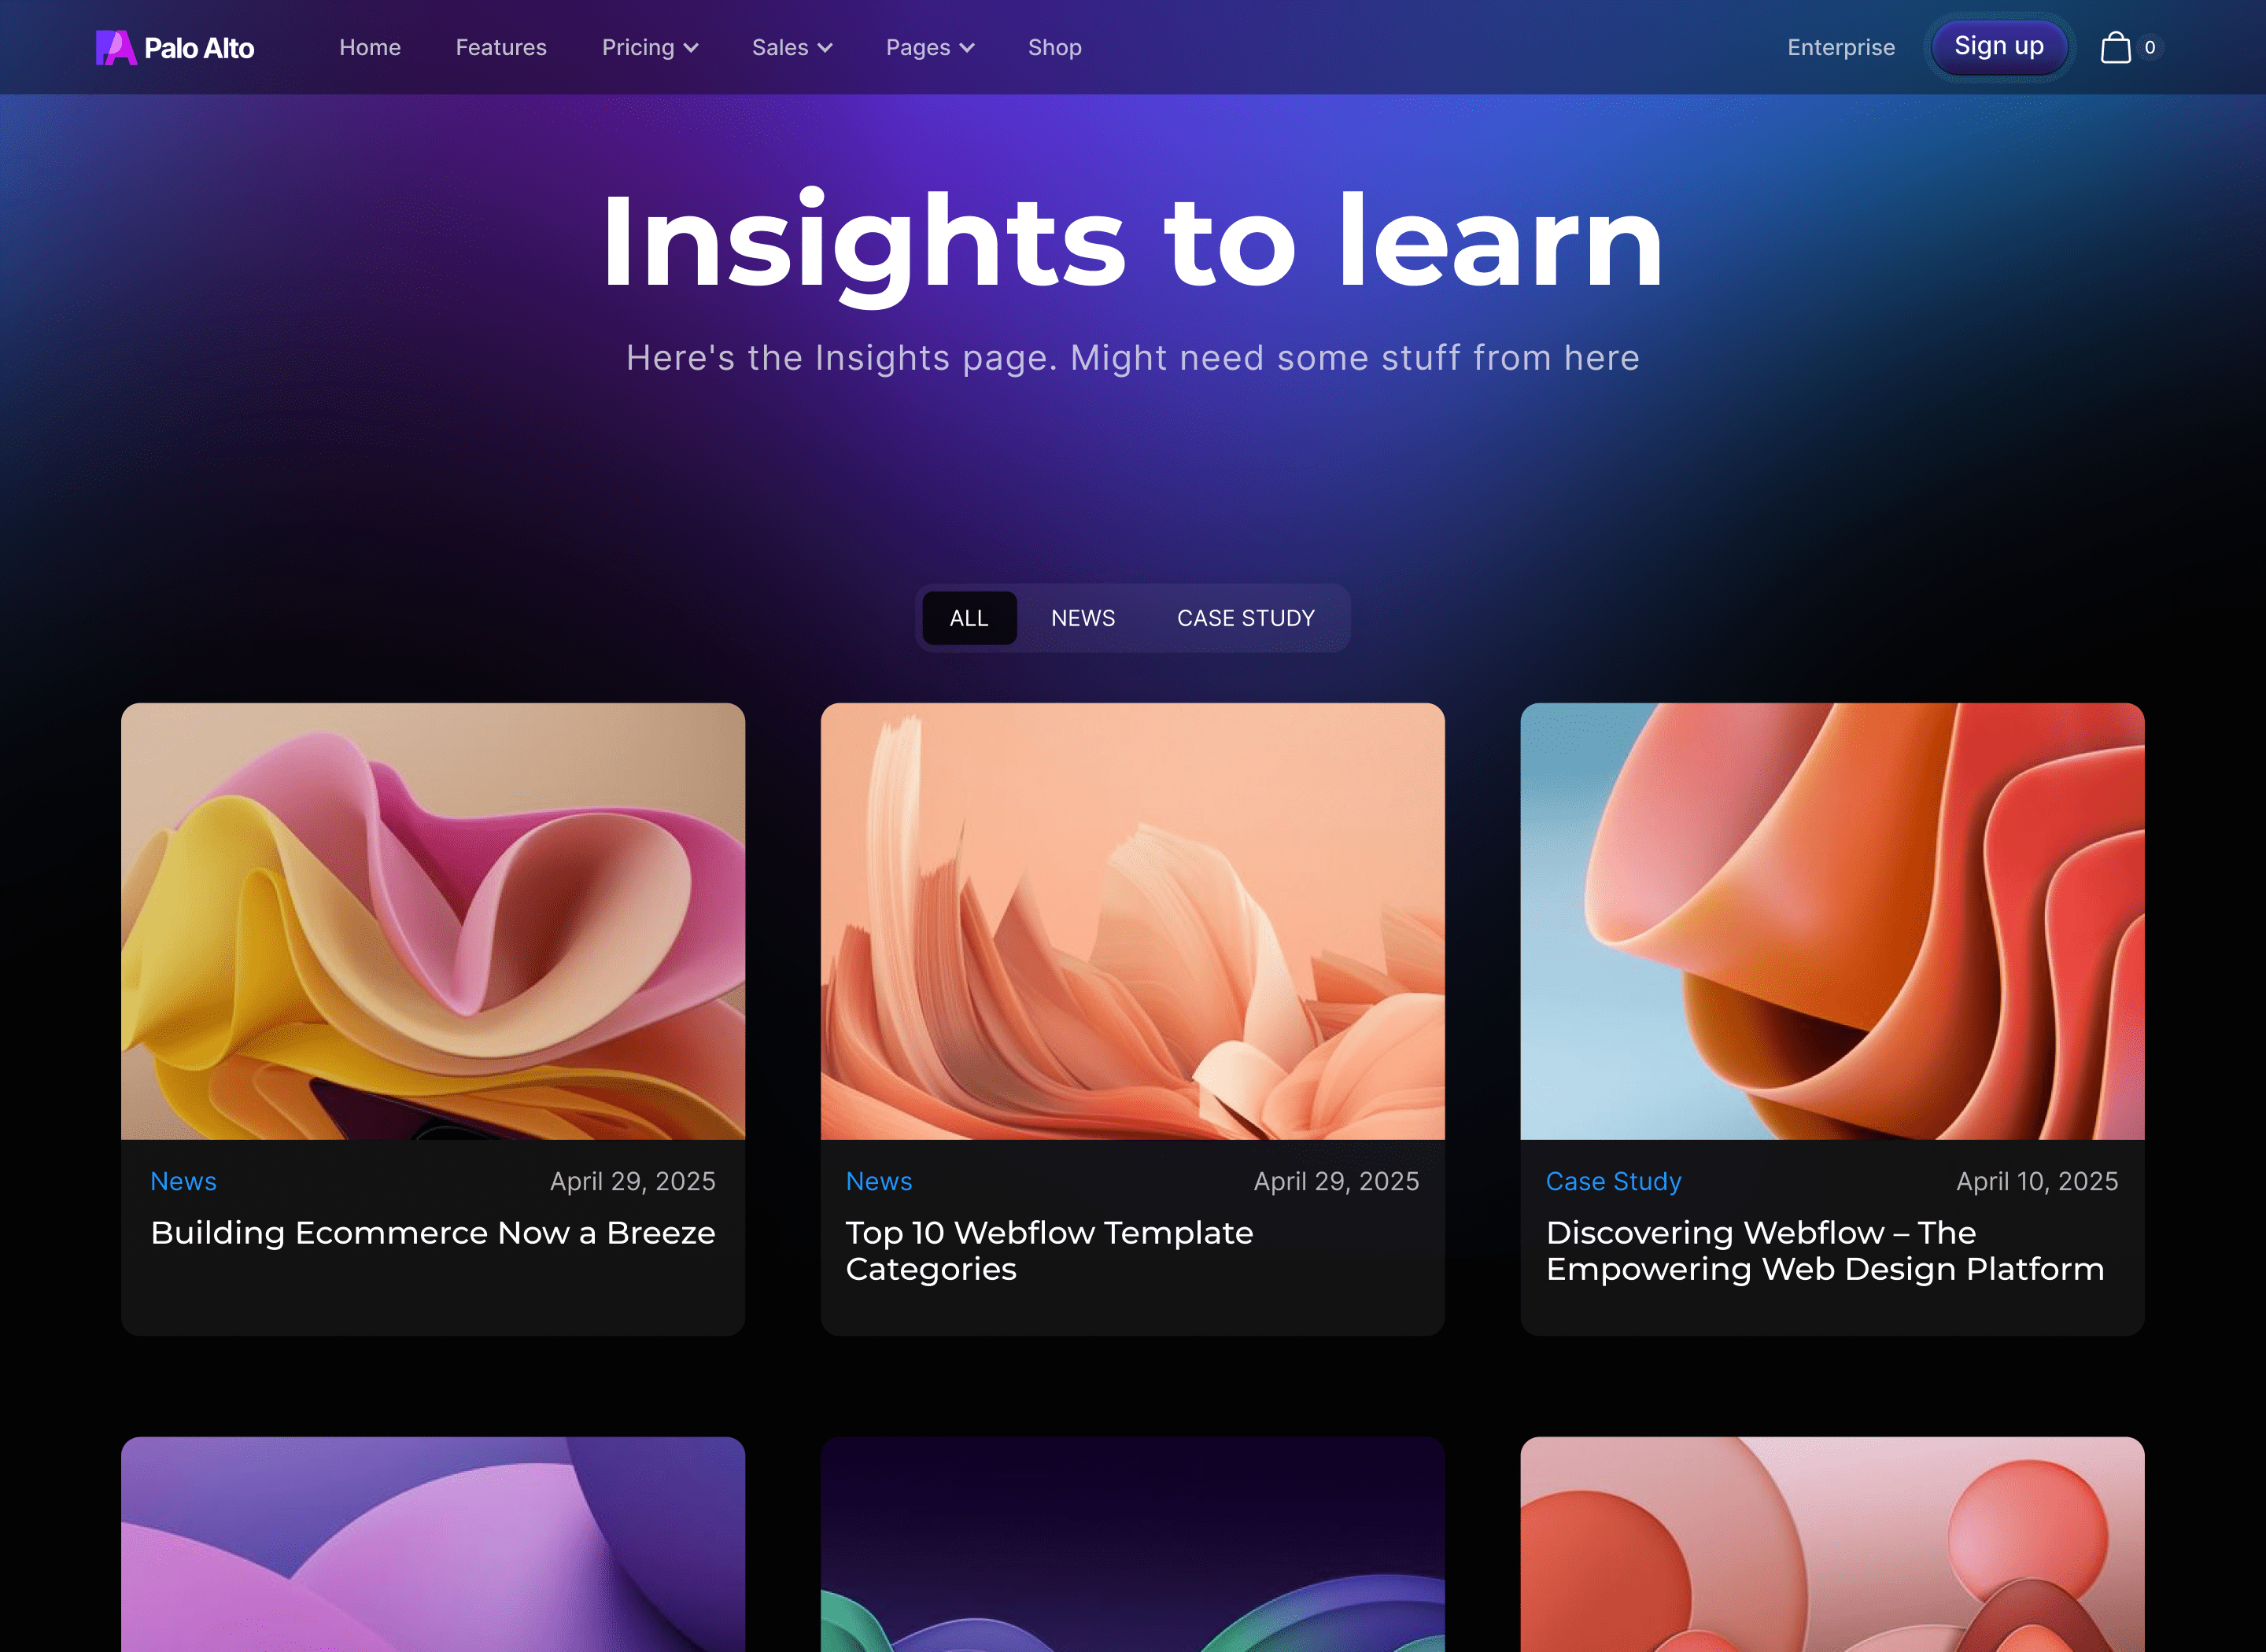 PA Palo Alto
Home
Features
Pricing
Sales
Pages
Shop
Enterprise
Sign up
0
Insights to learn
Here's the Insights page. Might need some stuff from here
ALL
NEWS
CASE STUDY
News
April 29, 2025
Building Ecommerce Now a Breeze
News
April 29, 2025
Top 10 Webflow Template
Categories
Case Study
April 10, 2025
Discovering Webflow – The
Empowering Web Design Platform